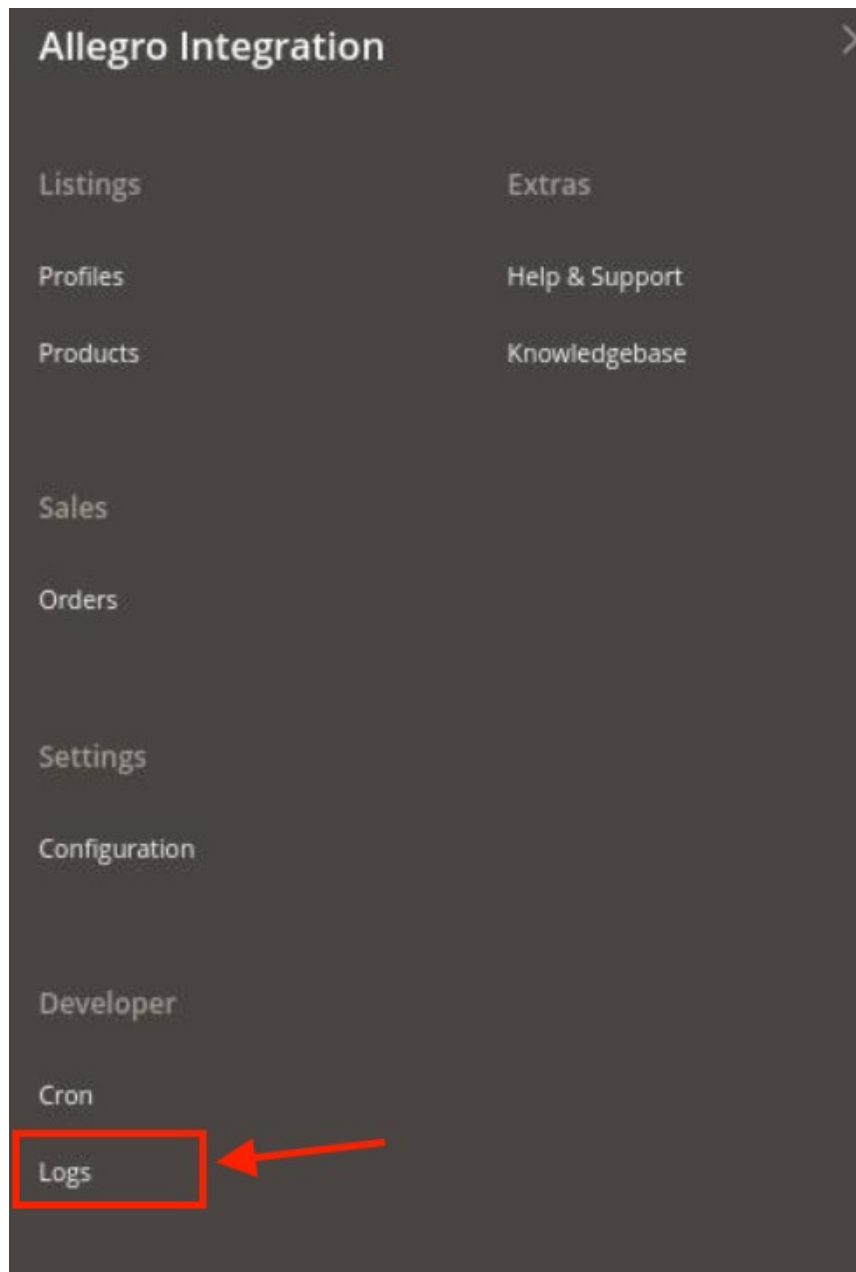 Allegro Integration
Listings
Profiles
Products
Sales
Orders
Settings
Configuration
Developer
Cron
Logs
Extras
Help & Support
Knowledgebase